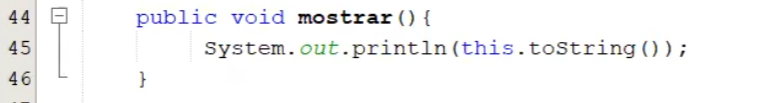 44 public void mostrar(){
45 System.out.println(this.toString());
46 }